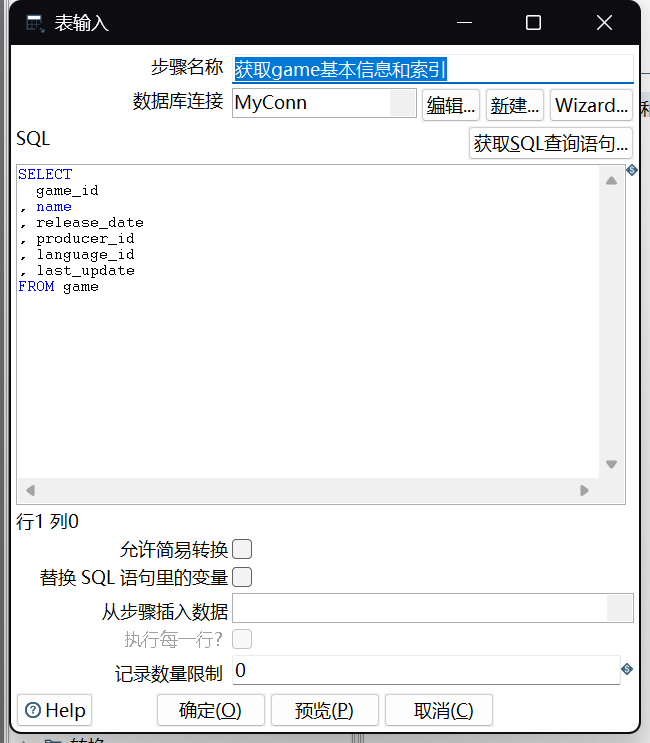 表输入
步骤名称 获取game基本信息和索引
数据库连接 MyConn 编辑... 新建... Wizard...
SQL 获取SQL查询语句...
SELECT
game_id
, name
, release_date
, producer_id
, language_id
, last_update
FROM game
行1 列0
允许简易转换
替换 SQL 语句里的变量
从步骤插入数据
执行每一行?
记录数量限制 0
Help 确定(O) 预览(P) 取消(C)